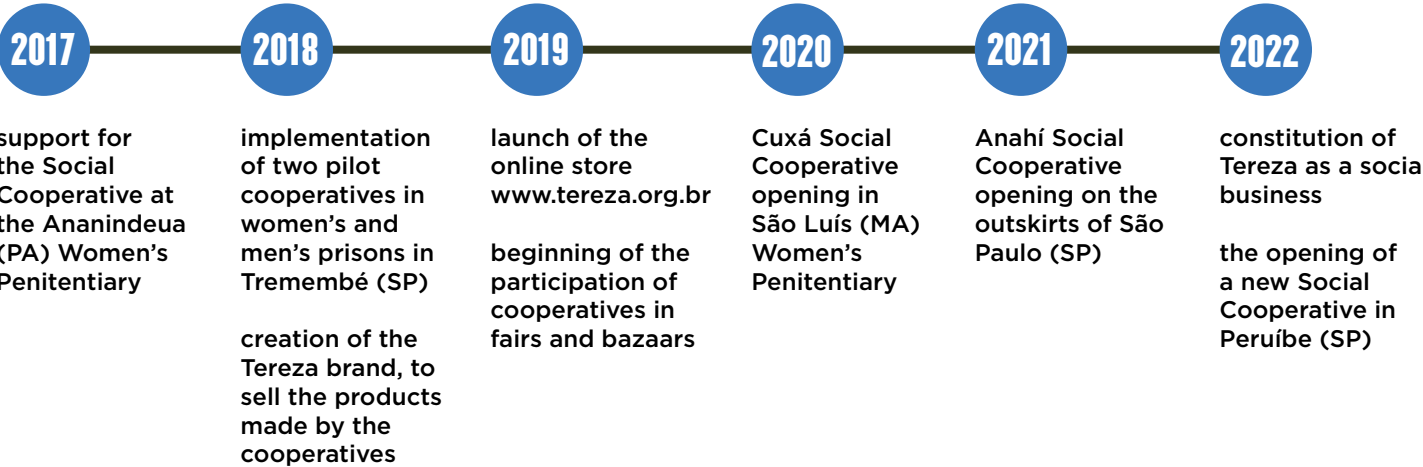 2017
support for
the Social
Cooperative at
the Ananindeua
(PA) Women's
Penitentiary
2018
implementation
of two pilot
cooperatives in
women's and
men's prisons in
Tremembé (SP)
creation of the
Tereza brand, to
sell the products
made by the
cooperatives
2019
launch of the
online store
www.tereza.org.br
beginning of the
participation of
cooperatives in
fairs and bazaars
2020
Cuxá Social
Cooperative
opening in
São Luís (MA)
Women's
Penitentiary
2021
Anahí Social
Cooperative
opening on the
outskirts of São
Paulo (SP)
2022
constitution of
Tereza as a socia
business
the opening of
a new Social
Cooperative in
Peruíbe (SP)